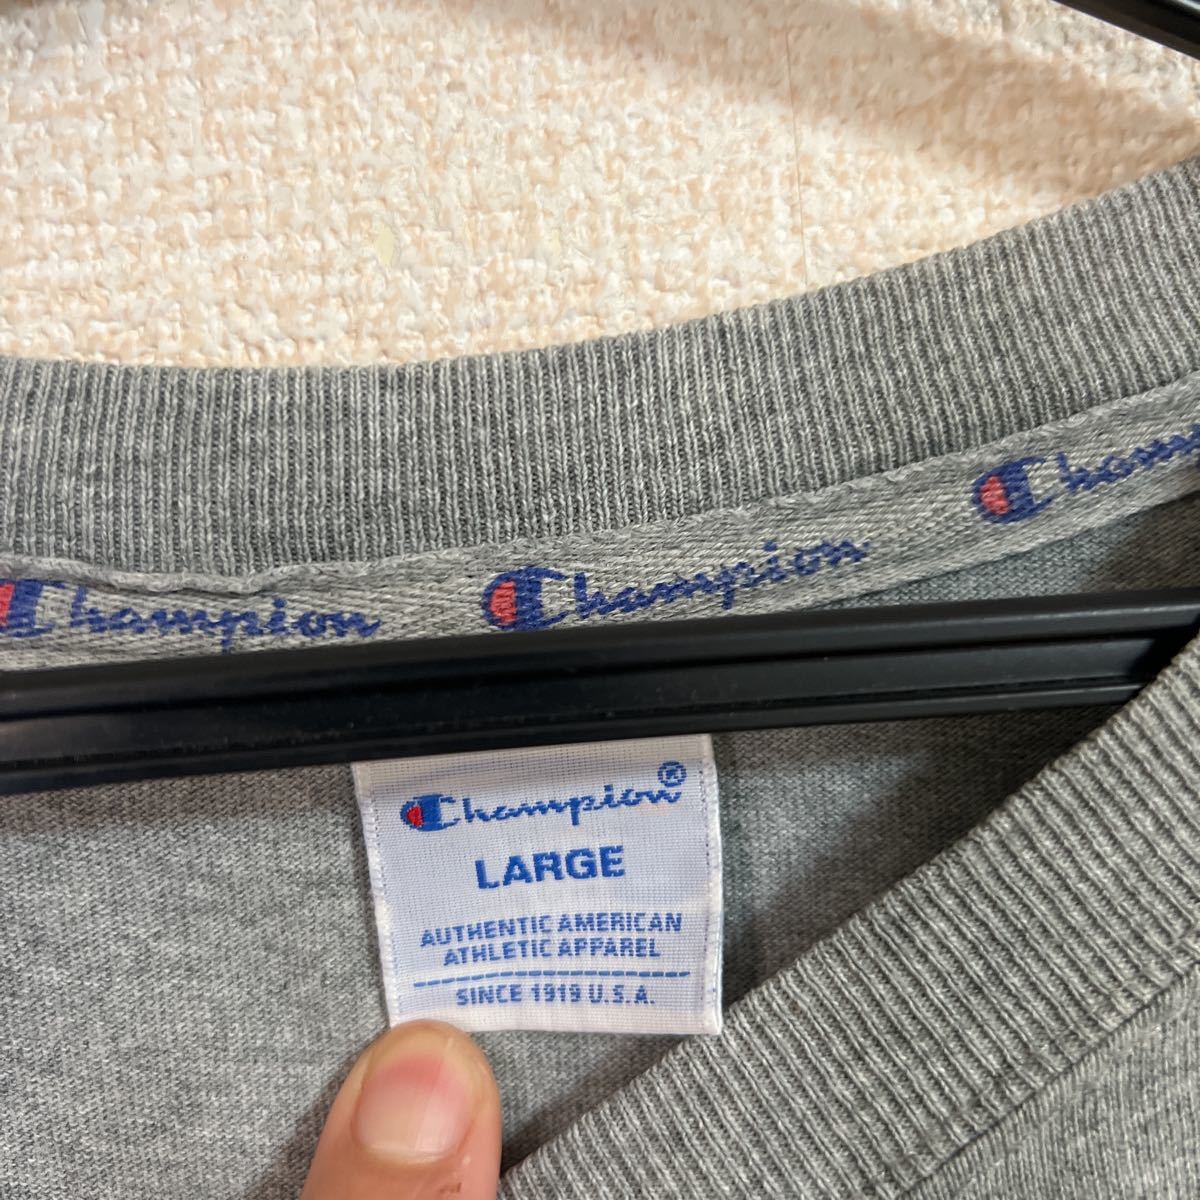 Champion
Champion
Champion
Champion®
LARGE
AUTHENTIC AMERICAN
ATHLETIC APPAREL
SINCE 1919 U.S.A.